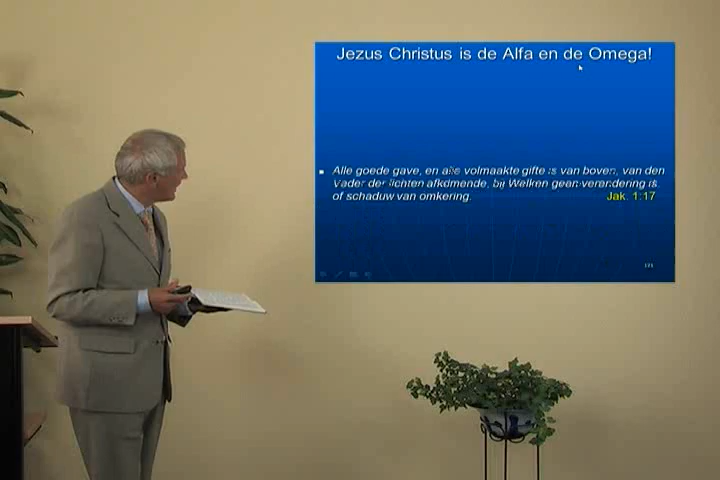 Jezus Christus is de Alfa en de Omega!
Alle goede gave, en alle volmaakte gifte is van boven, van den
Vader der lichten afkomende, bij Welken geen verandering is,
of schaduw van omkering. Jak. 1:17